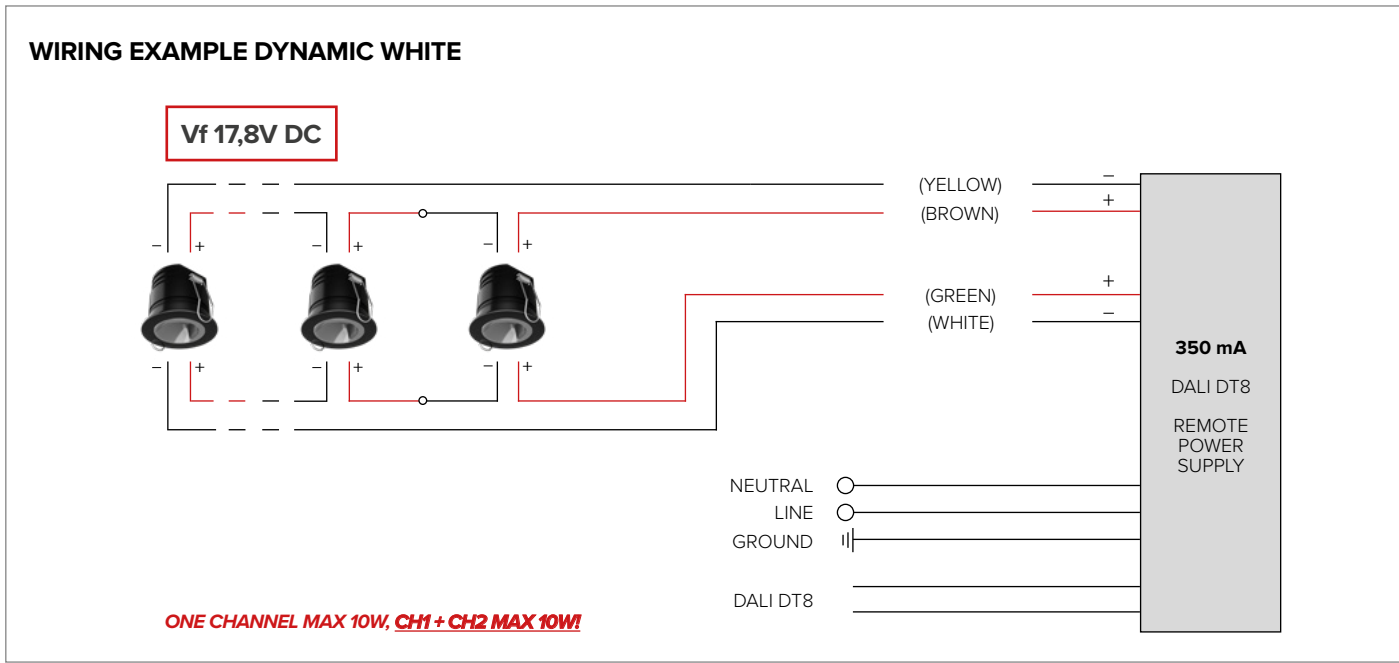 WIRING EXAMPLE DYNAMIC WHITE
Vf 17,8V DC
(YELLOW)
−
(BROWN)
+
− +
− +
− +
(GREEN)
+
(WHITE)
−
− +
− +
− +
350 mA
DALI DT8
REMOTE
POWER
SUPPLY
NEUTRAL
LINE
GROUND
DALI DT8
ONE CHANNEL MAX 10W, CH1 + CH2 MAX 10W!